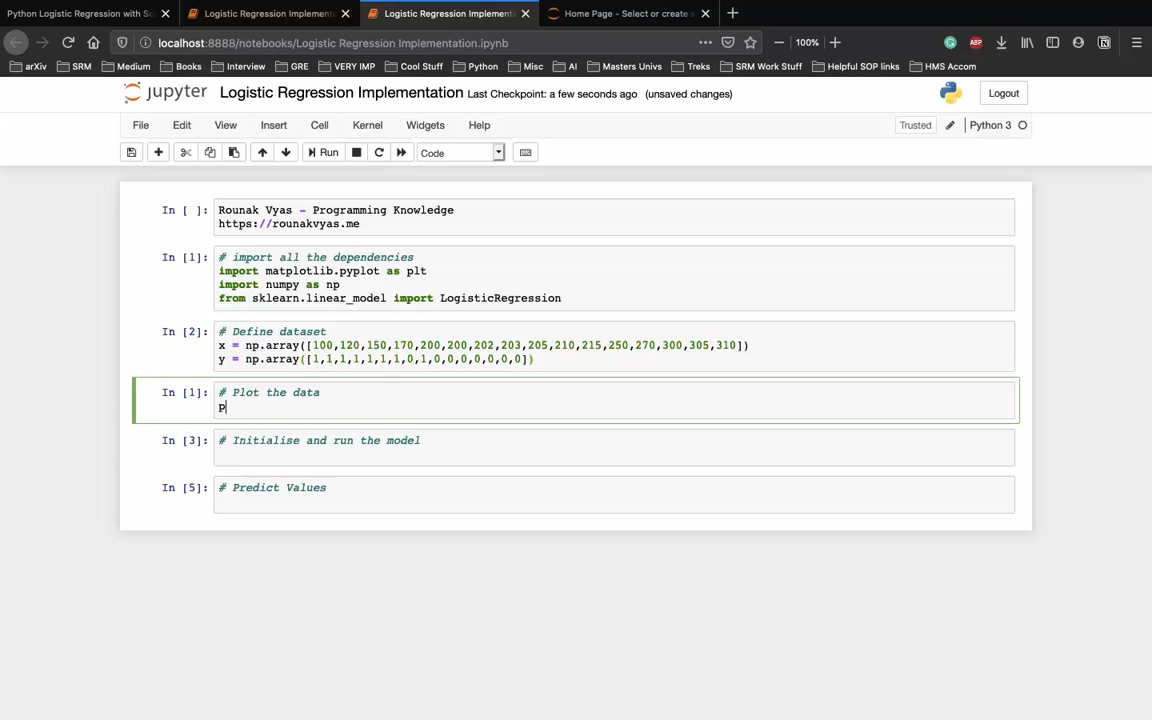 Python Logistic Regression with Sc
Logistic Regression Implementa
Logistic Regression Implementa
Home Page - Select or create a
localhost:8888/notebooks/Logistic Regression Implementation.ipynb
100%
ABP
arXiv
SRM
Medium
Books
Interview
GRE
VERY IMP
Cool Stuff
Python
Misc
AI
Masters Univs
Treks
SRM Work Stuff
Helpful SOP links
HMS Accom
jupyter Logistic Regression Implementation Last Checkpoint: a few seconds ago (unsaved changes)
Logout
File Edit View Insert Cell Kernel Widgets Help
Trusted
Python 3
Run
Code
In [ ]: Rounak Vyas - Programming Knowledge
https://rounakvyas.me
In [1]: # import all the dependencies
import matplotlib.pyplot as plt
import numpy as np
from sklearn.linear_model import LogisticRegression
In [2]: # Define dataset
x = np.array([100,120,150,170,200,200,202,203,205,210,215,250,270,300,305,310])
y = np.array([1,1,1,1,1,1,1,0,1,0,0,0,0,0,0,0])
In [1]: # Plot the data
p
In [3]: # Initialise and run the model
In [5]: # Predict Values